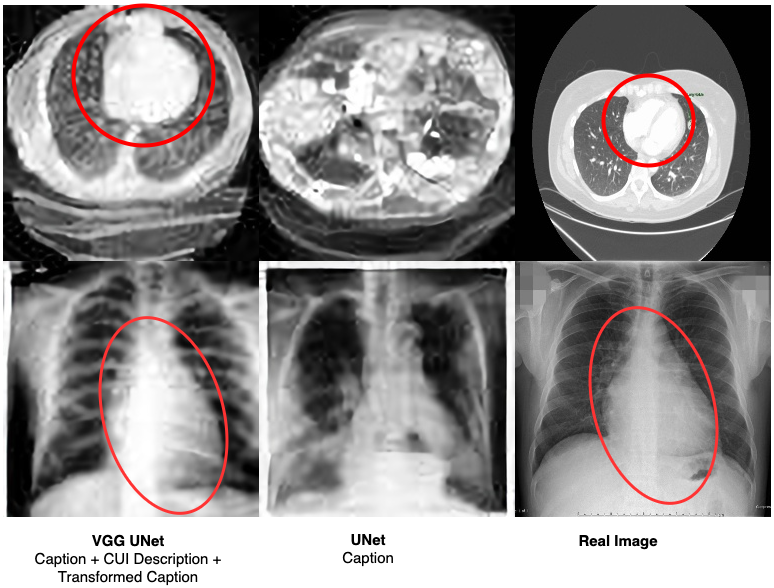 VGG UNet
Caption + CUI Description +
Transformed Caption
UNet
Caption
Real Image